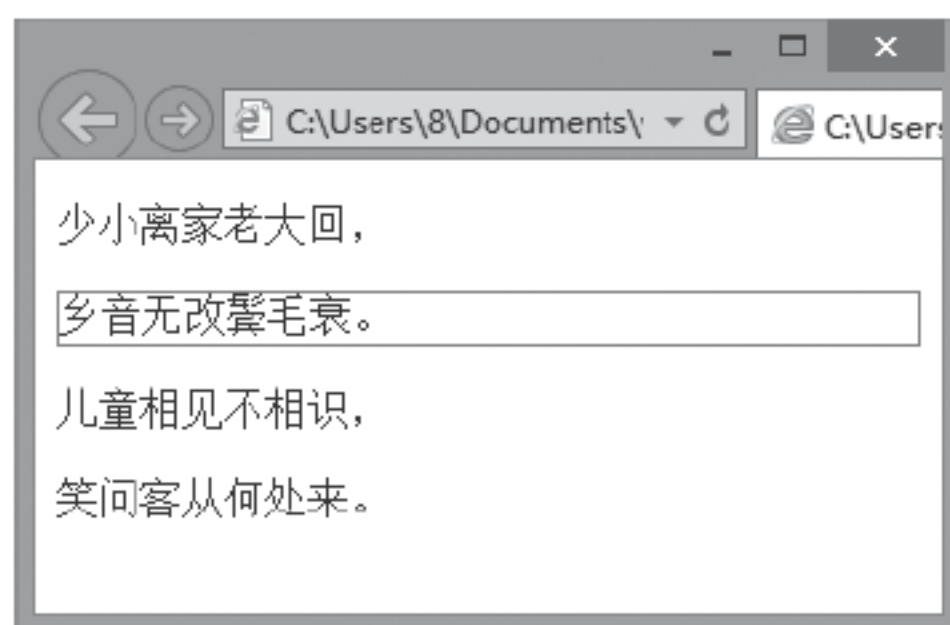 C:\Users\8\Documents\
C:\Users
少小离家老大回，
乡音无改鬓毛衰。
儿童相见不相识，
笑问客从何处来。